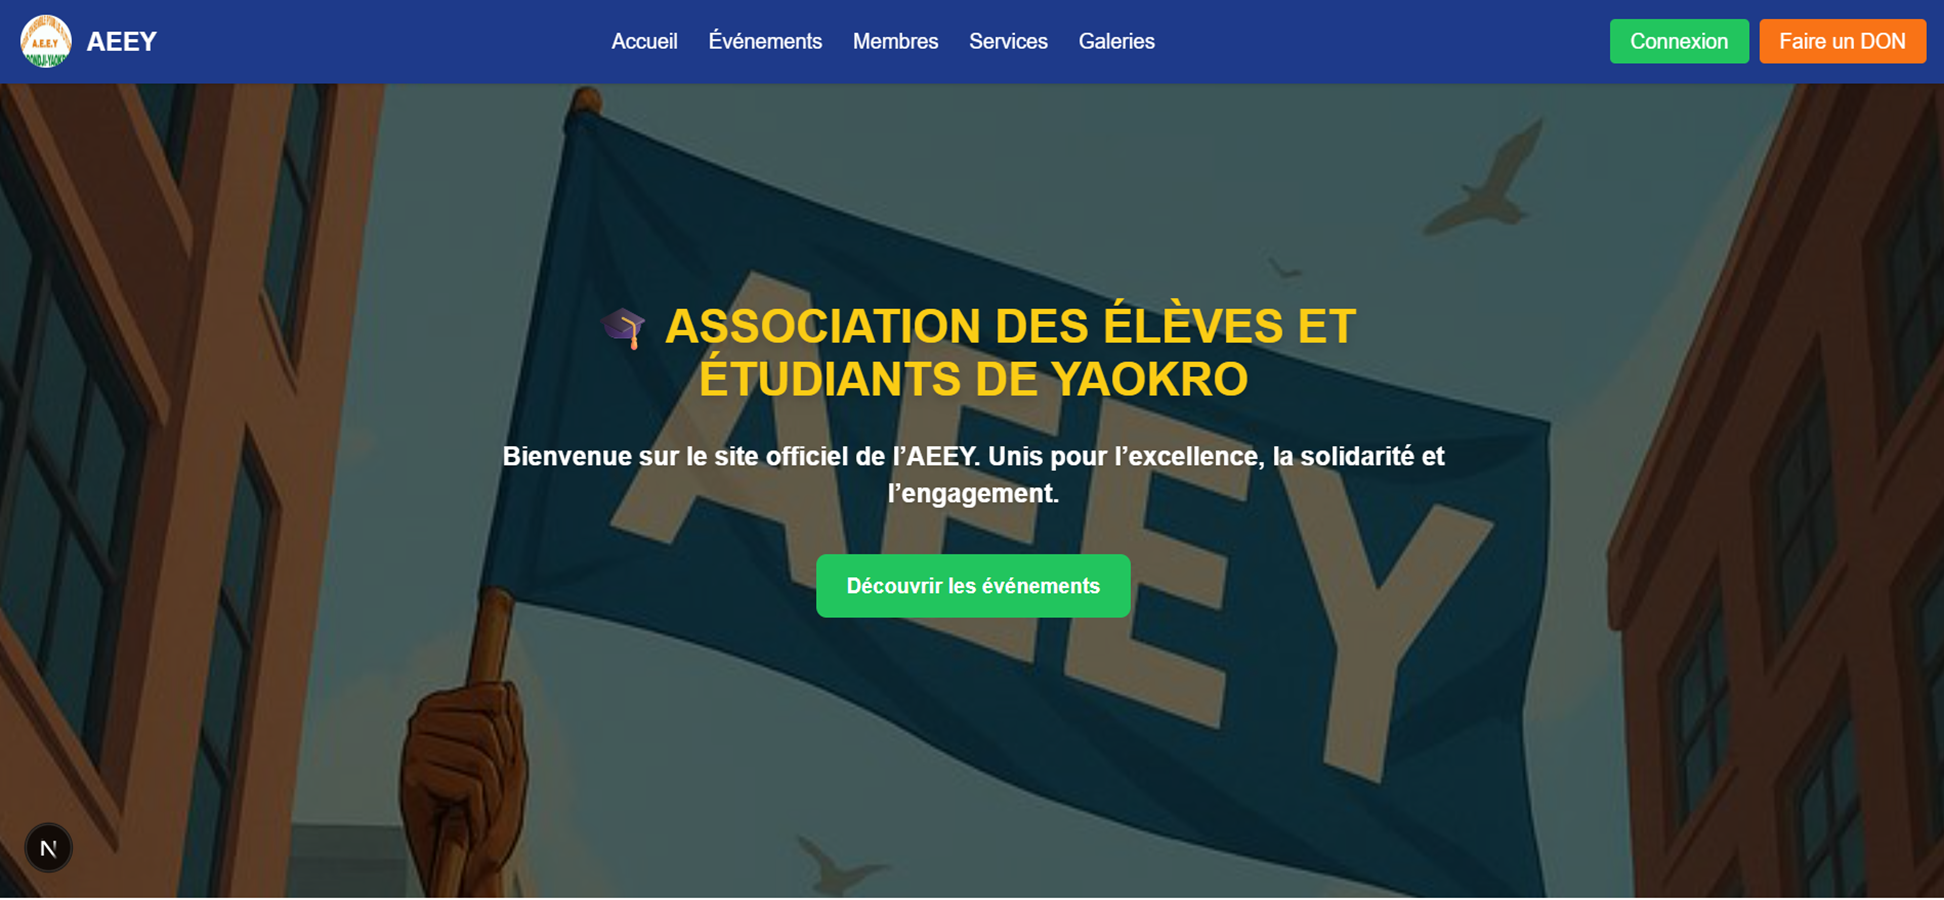 A.E.E.Y
AEEY
Accueil
Événements
Membres
Services
Galeries
Connexion
Faire un DON
ASSOCIATION DES ÉLÈVES ET
ÉTUDIANTS DE YAOKRO
Bienvenue sur le site officiel de l’AEEY. Unis pour l’excellence, la solidarité et
l’engagement.
Découvrir les événements
AEEY
N